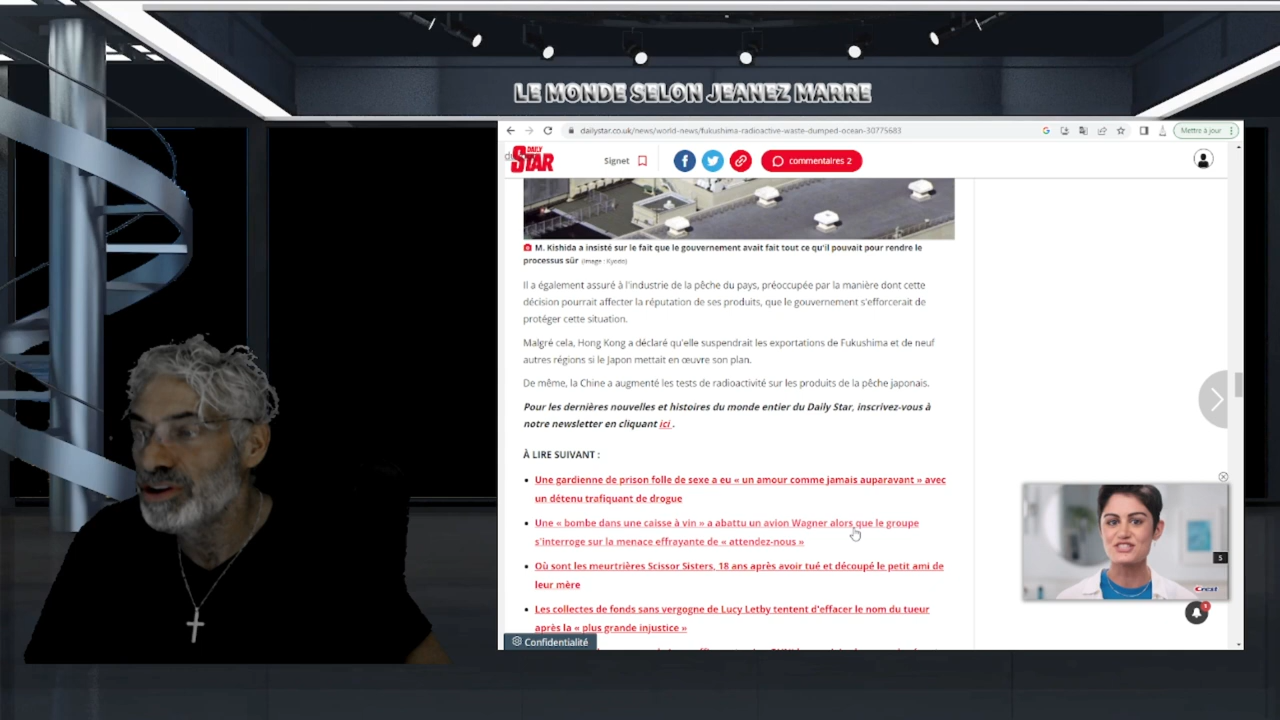 LE MONDE SELON JEANEZ MARRE
dailystar.co.uk/news/world-news/fukushima-radioactive-waste-dumped-ocean-30775683
Mettre à jour
DAILY STAR
Signet
commentaires 2
M. Kishida a insisté sur le fait que le gouvernement avait fait tout ce qu'il pouvait pour rendre le
processus sûr (Image : Kyodo)
Il a également assuré à l'industrie de la pêche du pays, préoccupée par la manière dont cette
décision pourrait affecter la réputation de ses produits, que le gouvernement s'efforcerait de
protéger cette situation.
Malgré cela, Hong Kong a déclaré qu'elle suspendrait les exportations de Fukushima et de neuf
autres régions si le Japon mettait en œuvre son plan.
De même, la Chine a augmenté les tests de radioactivité sur les produits de la pêche japonais.
Pour les dernières nouvelles et histoires du monde entier du Daily Star, inscrivez-vous à
notre newsletter en cliquant ici .
À LIRE SUIVANT :
Une gardienne de prison folle de sexe a eu « un amour comme jamais auparavant » avec
un détenu trafiquant de drogue
Une « bombe dans une caisse à vin » a abattu un avion Wagner alors que le groupe
s'interroge sur la menace effrayante de « attendez-nous »
Où sont les meurtrières Scissor Sisters, 18 ans après avoir tué et découpé le petit ami de
leur mère
Les collectes de fonds sans vergogne de Lucy Letby tentent d'effacer le nom du tueur
après la « plus grande injustice »
Confidentialité
5
Crest
1